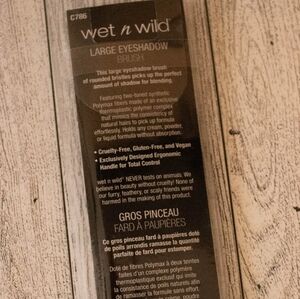 C786
wet n wild
LARGE EYESHADOW
BRUSH
This large eyeshadow brush
of rounded bristles picks up the perfect
amount of shadow for blending.
Featuring two-toned synthetic
Polymax fibers made of an exclusive
thermoplastic polymer complex
that mimics the consistency of
natural hairs to pick up formula
effortlessly. Holds any cream, powder,
or liquid formula without absorption.
• Cruelty-Free, Gluten-Free, and Vegan
• Exclusively Designed Ergonomic
Handle for Total Control
wet n wild® NEVER tests on animals. We
believe in beauty without cruelty! None of
our furry, feathery, or scaly friends were
harmed in the making of this product.
GROS PINCEAU
FARD À PAUPIÈRES
Ce gros pinceau fard à paupières doté
de poils arrondis ramasse la quantité
parfaite de fard pour estomper.
Doté de fibres Polymax à deux teintes
faites d'un complexe polymère
thermoplastique exclusif qui imite
la consistance des poils naturels afin
de ramasser la formule sans effort